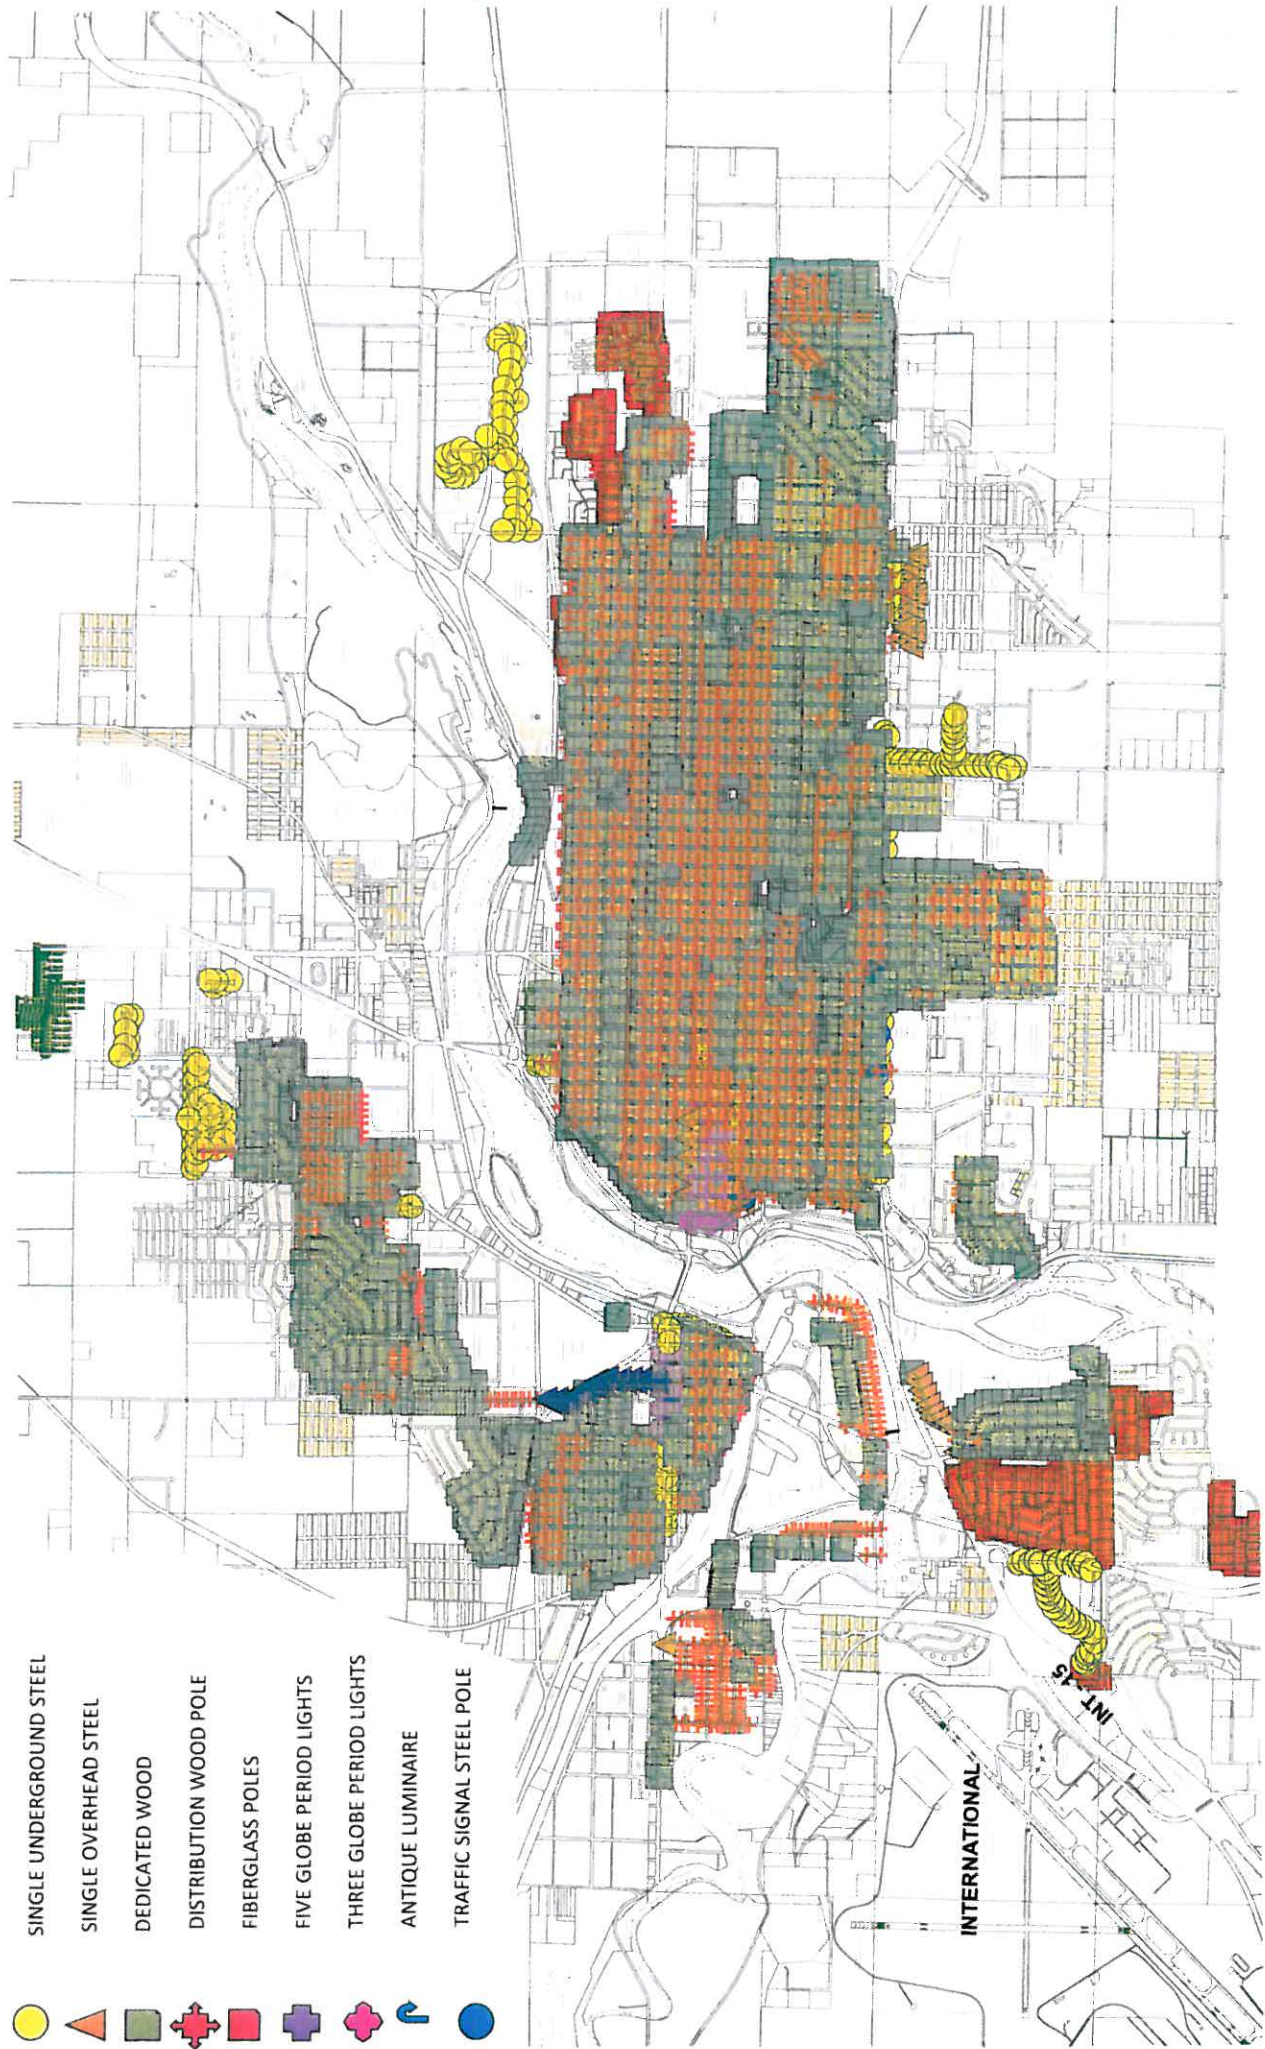 SINGLE UNDERGROUND STEEL
SINGLE OVERHEAD STEEL
DEDICATED WOOD
DISTRIBUTION WOOD POLE
FIBERGLASS POLES
FIVE GLOBE PERIOD LIGHTS
THREE GLOBE PERIOD LIGHTS
ANTIQUE LUMINAIRE
TRAFFIC SIGNAL STEEL POLE
INTERNATIONAL
INT -15